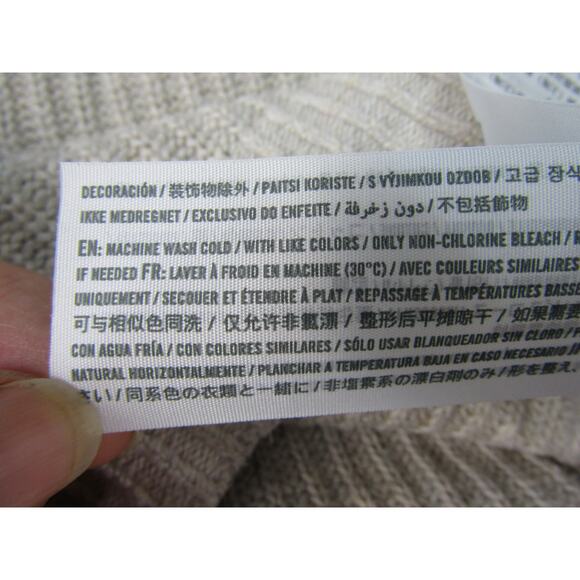 DECORACIÓN / 装飾物除外 / PAITSI KORISTE / S VÝJIMKOU OZDOB / 고급 장식
IKKE MEDREGNET / EXCLUSIVO DO ENFEITE / دون زخرفة / 不包括飾物
EN: MACHINE WASH COLD / WITH LIKE COLORS / ONLY NON-CHLORINE BLEACH / R
IF NEEDED FR: LAVER À FROID EN MACHINE (30°C) / AVEC COULEURS SIMILAIRES
UNIQUEMENT / SECOUER ET ÉTENDRE À PLAT / REPASSAGE À TEMPÉRATURES BASSE
可与相似色同洗 / 仅允许非氯漂 / 整形后平摊晾干 / 如果需要
CON AGUA FRÍA / CON COLORES SIMILARES / SÓLO USAR BLANQUEADOR SIN CLORO /
NATURAL HORIZONTALMENTE / PLANCHAR A TEMPERATURA BAJA EN CASO NECESARIO
さい / 同系色の衣類と一緒に / 非塩素系の漂白剤のみ / 形を整え、